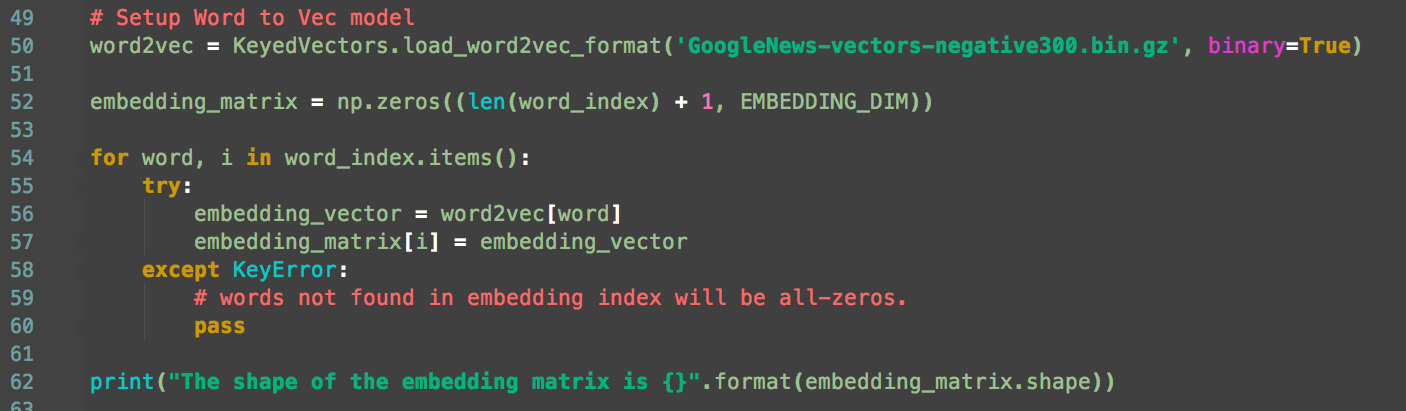 49 # Setup Word to Vec model
50 word2vec = KeyedVectors.load_word2vec_format('GoogleNews-vectors-negative300.bin.gz', binary=True)
51
52 embedding_matrix = np.zeros((len(word_index) + 1, EMBEDDING_DIM))
53
54 for word, i in word_index.items():
55     try:
56         embedding_vector = word2vec[word]
57         embedding_matrix[i] = embedding_vector
58     except KeyError:
59         # words not found in embedding index will be all-zeros.
60         pass
61
62 print("The shape of the embedding matrix is {}".format(embedding_matrix.shape))
63